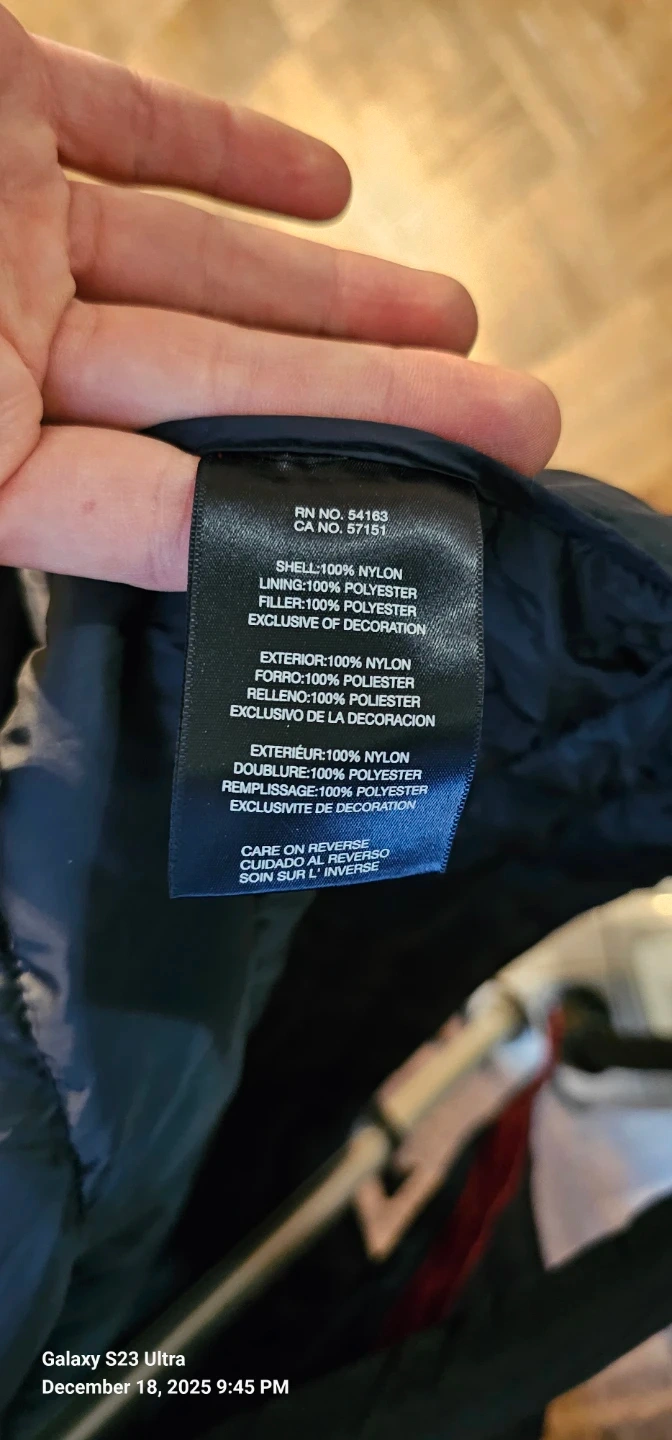 RN NO. 54163
CA NO. 57151
SHELL:100% NYLON
LINING:100% POLYESTER
FILLER:100% POLYESTER
EXCLUSIVE OF DECORATION
EXTERIOR:100% NYLON
FORRO:100% POLIESTER
RELLENO:100% POLIESTER
EXCLUSIVO DE LA DECORACION
EXTERIÉUR:100% NYLON
DOUBLURE:100% POLYESTER
REMPLISSAGE:100% POLYESTER
EXCLUSIVITE DE DECORATION
CARE ON REVERSE
CUIDADO AL REVERSO
SOIN SUR L' INVERSE
Galaxy S23 Ultra
December 18, 2025 9:45 PM